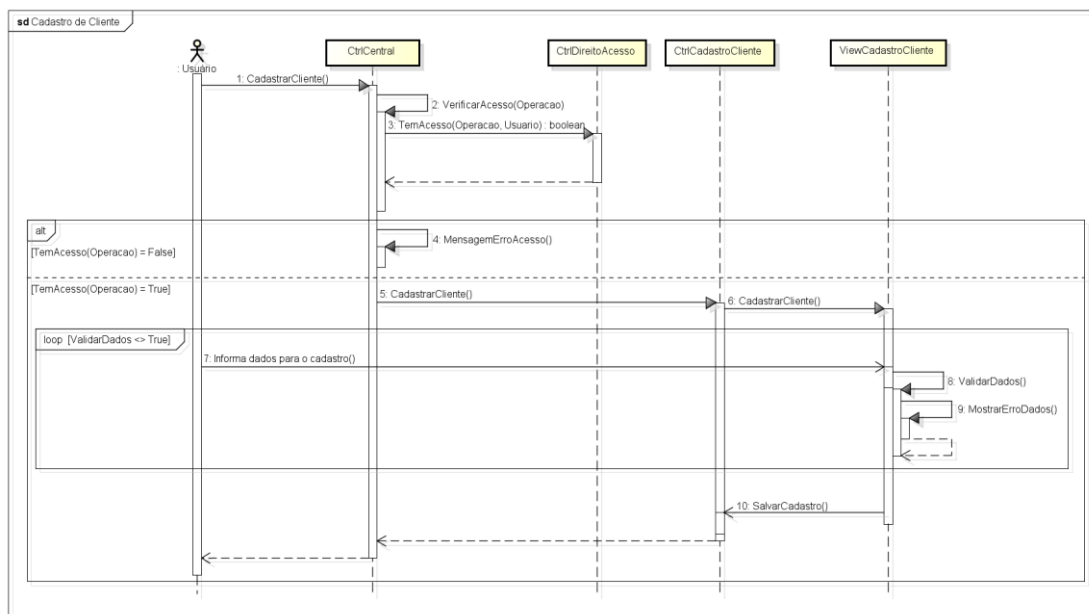 sd Cadastro de Cliente
: Usuário
CtrlCentral
CtrlDireitoAcesso
CtrlCadastroCliente
ViewCadastroCliente
1: CadastrarCliente()
2: VerificarAcesso(Operacao)
3: TemAcesso(Operacao, Usuario) : boolean
alt
4: MensagemErroAcesso()
[TemAcesso(Operacao) = False]
[TemAcesso(Operacao) = True]
5: CadastrarCliente()
6: CadastrarCliente()
loop [ValidarDados <> True]
7: Informa dados para o cadastro()
8: ValidarDados()
9: MostrarErroDados()
10: SalvarCadastro()